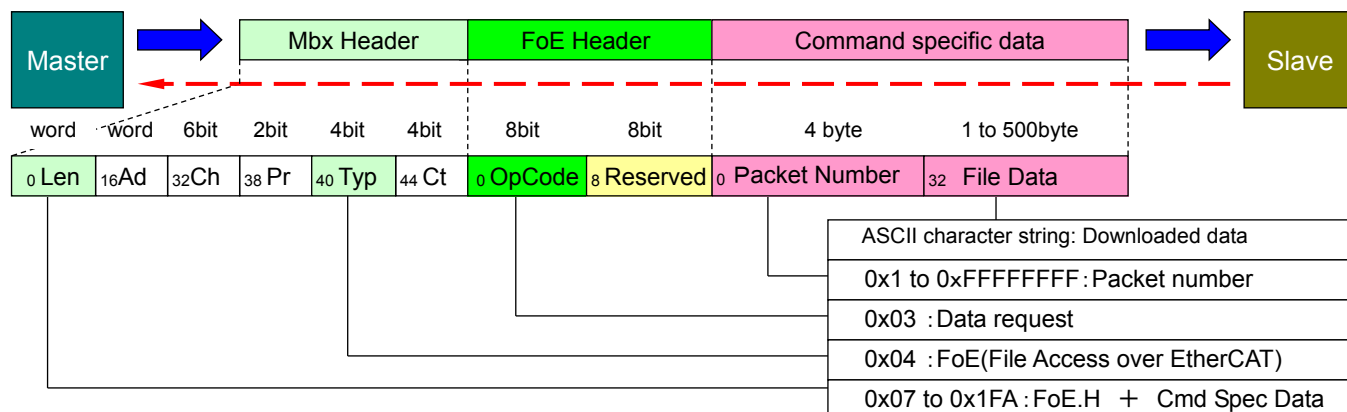 Master
Mbx Header FoE Header Command specific data
Slave
word word 6bit 2bit 4bit 4bit 8bit 8bit 4 byte 1 to 500byte
0 Len 16Ad 32Ch 38 Pr 40 Typ 44 Ct 0 OpCode 8 Reserved 0 Packet Number 32 File Data
ASCII character string: Downloaded data
0x1 to 0xFFFFFFFF:Packet number
0x03 :Data request
0x04 :FoE(File Access over EtherCAT)
0x07 to 0x1FA:FoE.H + Cmd Spec Data